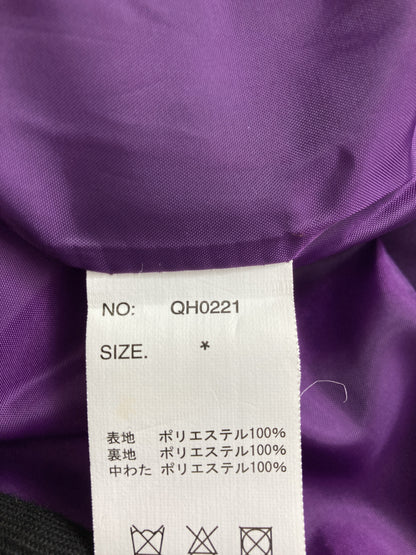 NO: QH0221
SIZE. *
表地 ポリエステル100%
裏地 ポリエステル100%
中わた ポリエステル100%